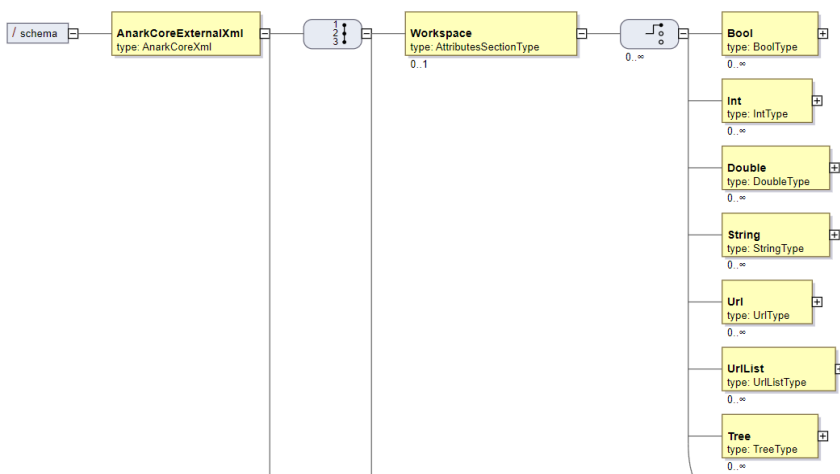 / schema
AnarkCoreExternalXml
type: AnarkCoreXml
1
2
3
Workspace
type: AttributesSectionType
0..1
0..∞
Bool
type: BoolType
0..∞
Int
type: IntType
0..∞
Double
type: DoubleType
0..∞
String
type: StringType
0..∞
Url
type: UrlType
0..∞
UrlList
type: UrlListType
0..∞
Tree
type: TreeType
0..∞